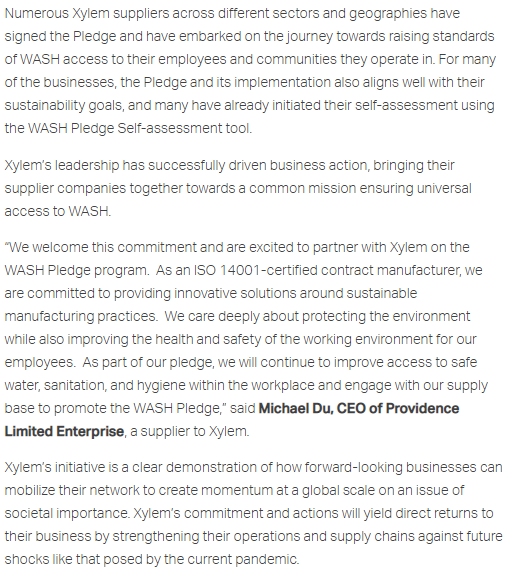 Numerous Xylem suppliers across different sectors and geographies have
signed the Pledge and have embarked on the journey towards raising standards
of WASH access to their employees and communities they operate in. For many
of the businesses, the Pledge and its implementation also aligns well with their
sustainability goals, and many have already initiated their self-assessment using
the WASH Pledge Self-assessment tool.
Xylem's leadership has successfully driven business action, bringing their
supplier companies together towards a common mission ensuring universal
access to WASH.
"We welcome this commitment and are excited to partner with Xylem on the
WASH Pledge program. As an ISO 14001-certified contract manufacturer, we
are committed to providing innovative solutions around sustainable
manufacturing practices. We care deeply about protecting the environment
while also improving the health and safety of the working environment for our
employees. As part of our pledge, we will continue to improve access to safe
water, sanitation, and hygiene within the workplace and engage with our supply
base to promote the WASH Pledge," said Michael Du, CEO of Providence
Limited Enterprise, a supplier to Xylem.
Xylem's initiative is a clear demonstration of how forward-looking businesses can
mobilize their network to create momentum at a global scale on an issue of
societal importance. Xylem's commitment and actions will yield direct returns to
their business by strengthening their operations and supply chains against future
shocks like that posed by the current pandemic.